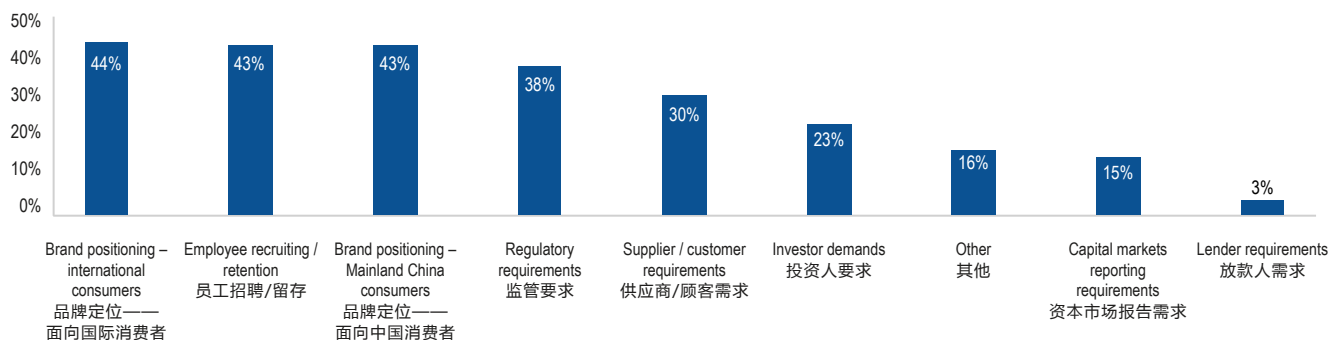 50%
40%
30%
20%
10%
0%
44%
43%
43%
38%
30%
23%
16%
15%
3%
Brand positioning –
international
consumers
品牌定位——
面向国际消费者
Employee recruiting /
retention
员工招聘/留存
Brand positioning –
Mainland China
consumers
品牌定位——
面向中国消费者
Regulatory
requirements
监管要求
Supplier / customer
requirements
供应商/顾客需求
Investor demands
投资人要求
Other
其他
Capital markets
reporting
requirements
资本市场报告需求
Lender requirements
放款人需求